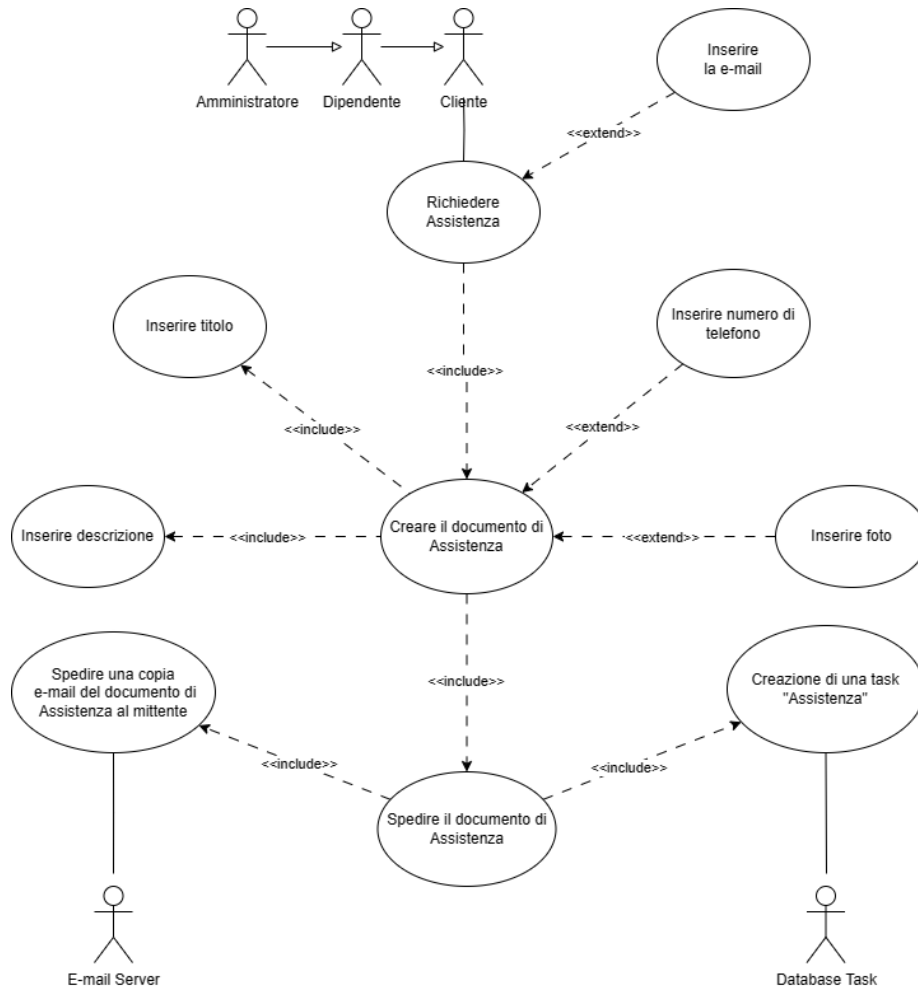 Amministratore
Dipendente
Cliente
Inserire
la e-mail
<<extend>>
Richiedere
Assistenza
Inserire titolo
Inserire numero di
telefono
<<include>>
<<include>>
<<extend>>
Inserire descrizione
<<include>>
Creare il documento di
Assistenza
<<extend>>
Inserire foto
Spedire una copia
e-mail del documento di
Assistenza al mittente
<<include>>
Creazione di una task
"Assistenza"
<<include>>
<<include>>
Spedire il documento di
Assistenza
E-mail Server
Database Task